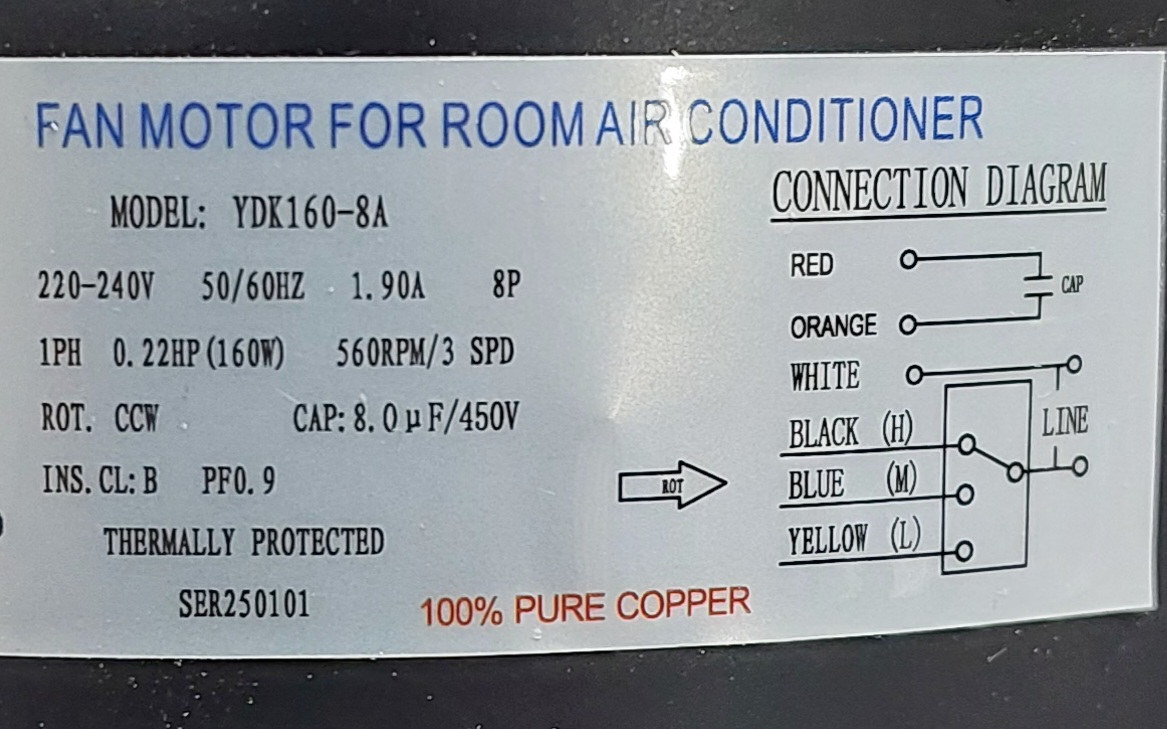 FAN MOTOR FOR ROOM AIR CONDITIONER
MODEL: YDK160-8A
220-240V 50/60HZ 1.90A 8P
1PH 0.22HP(160W) 560RPM/3 SPD
ROT. CCW CAP:8.0μF/450V
INS.CL:B PF0.9
THERMALLY PROTECTED
SER250101
100% PURE COPPER
ROT
CONNECTION DIAGRAM
RED
CAP
ORANGE
WHITE
LINE
BLACK (H)
BLUE (M)
YELLOW (L)